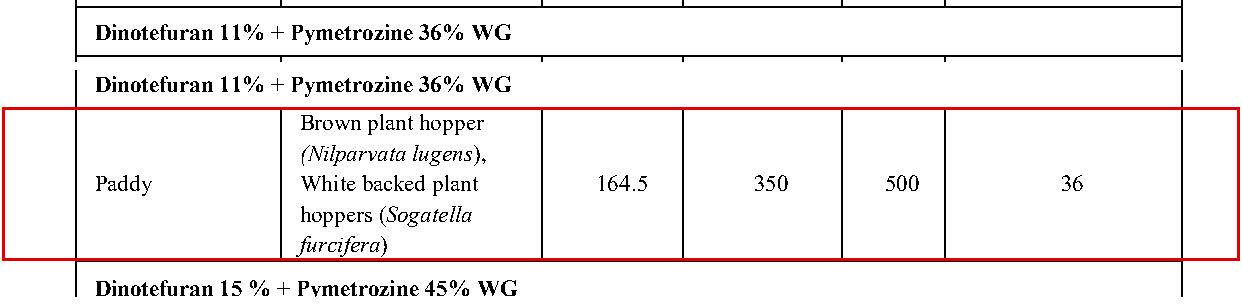 Dinotefuran 11% + Pymetrozine 36% WG
Dinotefuran 11% + Pymetrozine 36% WG
Brown plant hopper
(Nilparvata lugens),
Paddy White backed plant 164.5 350 500 36
hoppers (Sogatella
furcifera)
Dinotefuran 15 % + Pymetrozine 45% WG